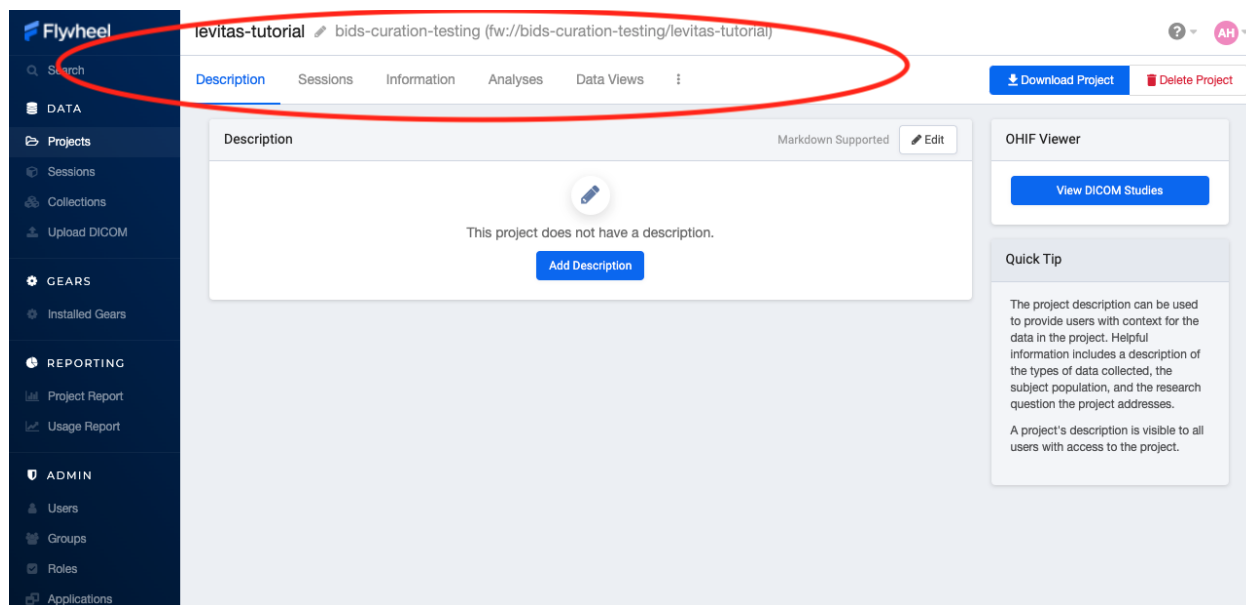 Flywheel
levitas-tutorial bids-curation-testing (fw://bids-curation-testing/levitas-tutorial)
AH
Search
Description Sessions Information Analyses Data Views
Download Project Delete Project
DATA
Projects
Sessions
Collections
Upload DICOM
GEARS
Installed Gears
REPORTING
Project Report
Usage Report
ADMIN
Users
Groups
Roles
Applications
Description Markdown Supported Edit
This project does not have a description.
Add Description
OHIF Viewer
View DICOM Studies
Quick Tip
The project description can be used
to provide users with context for the
data in the project. Helpful
information includes a description of
the types of data collected, the
subject population, and the research
question the project addresses.
A project's description is visible to all
users with access to the project.